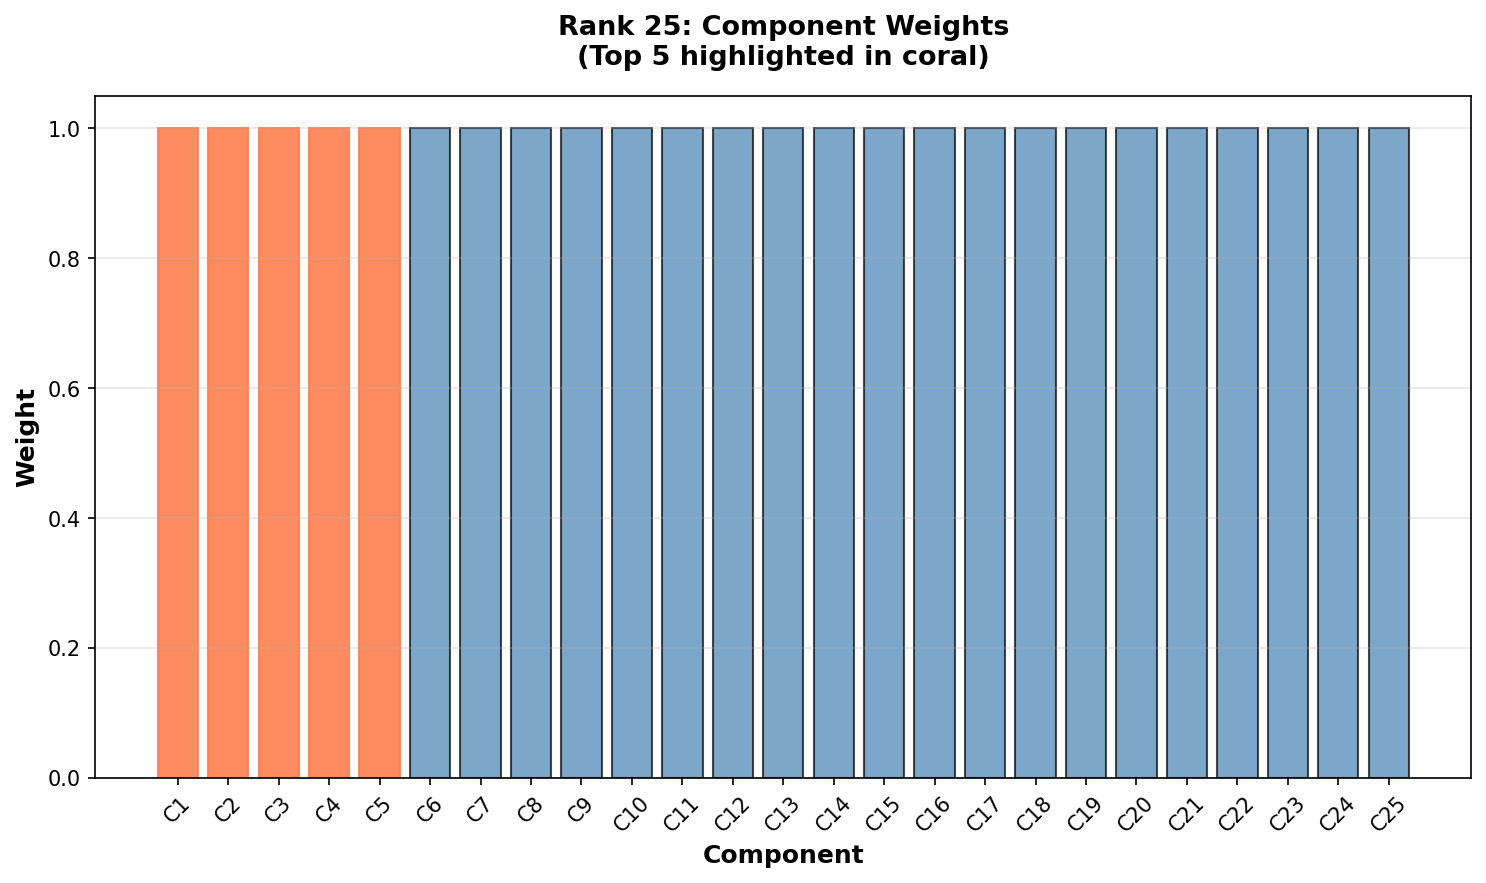 Rank 25: Component Weights
(Top 5 highlighted in coral)
Weight
1.0
0.8
0.6
0.4
0.2
0.0
C1 C2 C3 C4 C5 C6 C7 C8 C9 C10 C11 C12 C13 C14 C15 C16 C17 C18 C19 C20 C21 C22 C23 C24 C25
Component